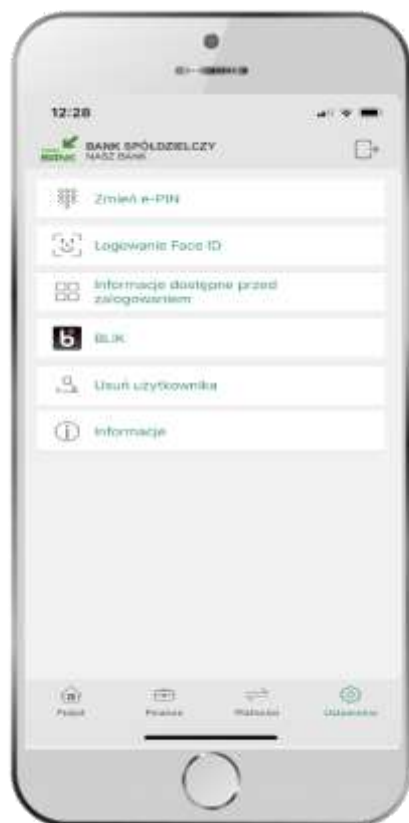 12:28
BANK SPÓŁDZIELCZY
NASZ BANK
Zmień e-PIN
Logowanie Face ID
Informacje dostępne przed
zalogowaniem
BLIK
Usuń użytkownika
Informacje
Pulpit
Finanse
Płatności
Ustawienia